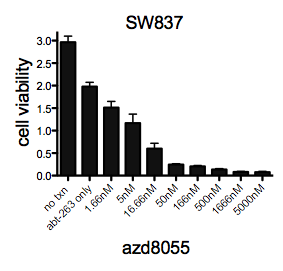 SW837
cell viability
3.0
2.5
2.0
1.5
1.0
0.5
0.0
no txn
abt-263 only
1.66nM
5nM
16.66nM
50nM
166nM
500nM
1666nM
5000nM
azd8055